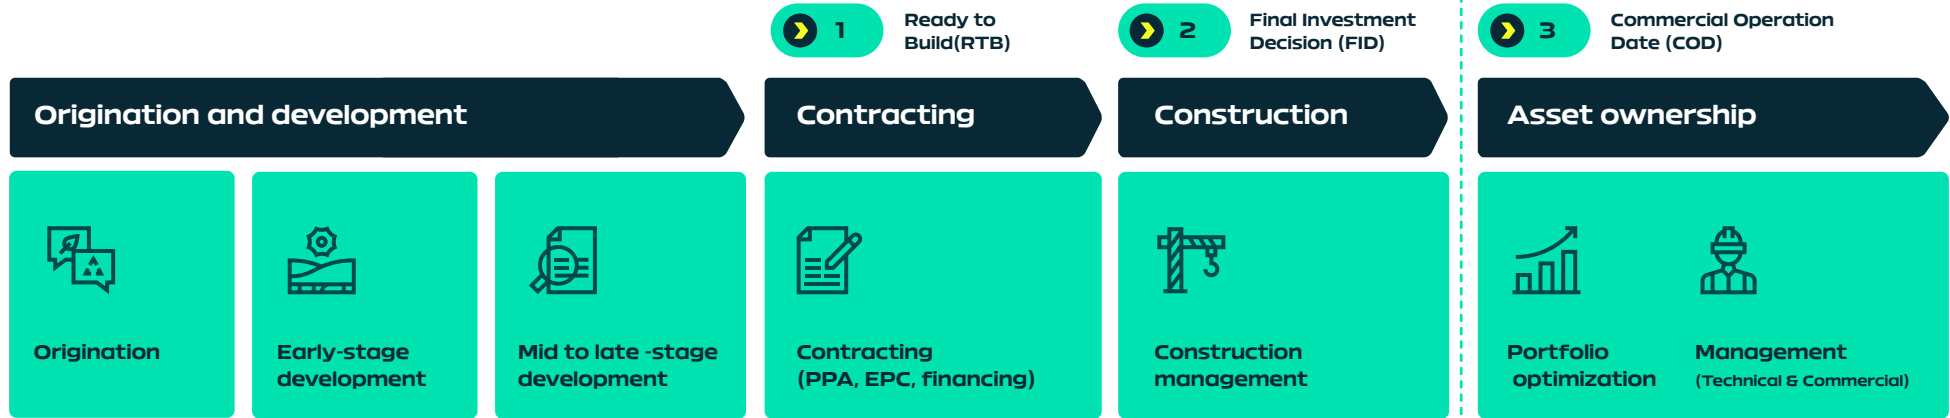 1
Ready to
Build(RTB)
2
Final Investment
Decision (FID)
3
Commercial Operation
Date (COD)
Origination and development
Contracting
Construction
Asset ownership
Origination
Early-stage
development
Mid to late -stage
development
Contracting
(PPA, EPC, financing)
Construction
management
Portfolio
optimization
Management
(Technical & Commercial)